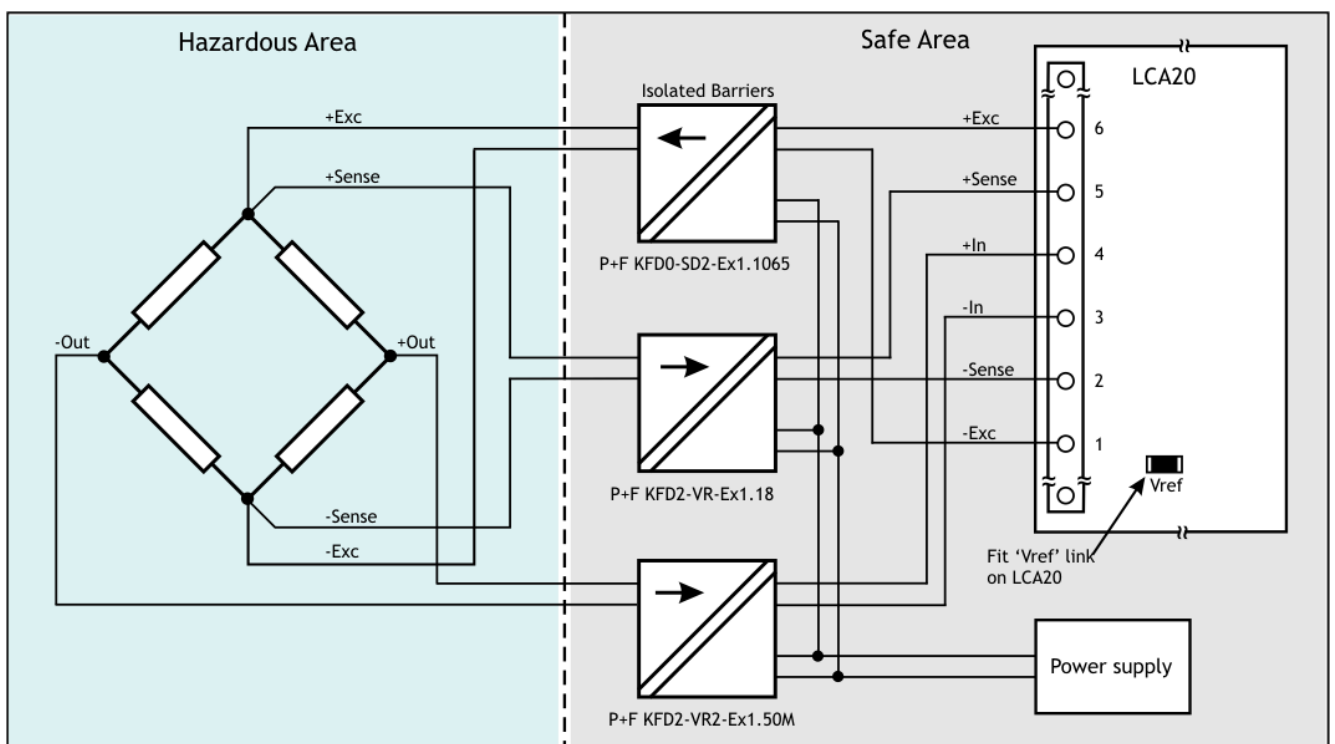 Hazardous Area
Safe Area
Isolated Barriers
LCA20
+Exc
+Exc
6
+Sense
+Sense
5
+In
4
P+F KFD0-SD2-Ex1.1065
-In
3
-Out
+Out
-Sense
2
-Exc
1
Vref
P+F KFD2-VR-Ex1.18
-Sense
-Exc
Fit ‘Vref’ link
on LCA20
Power supply
P+F KFD2-VR2-Ex1.50M